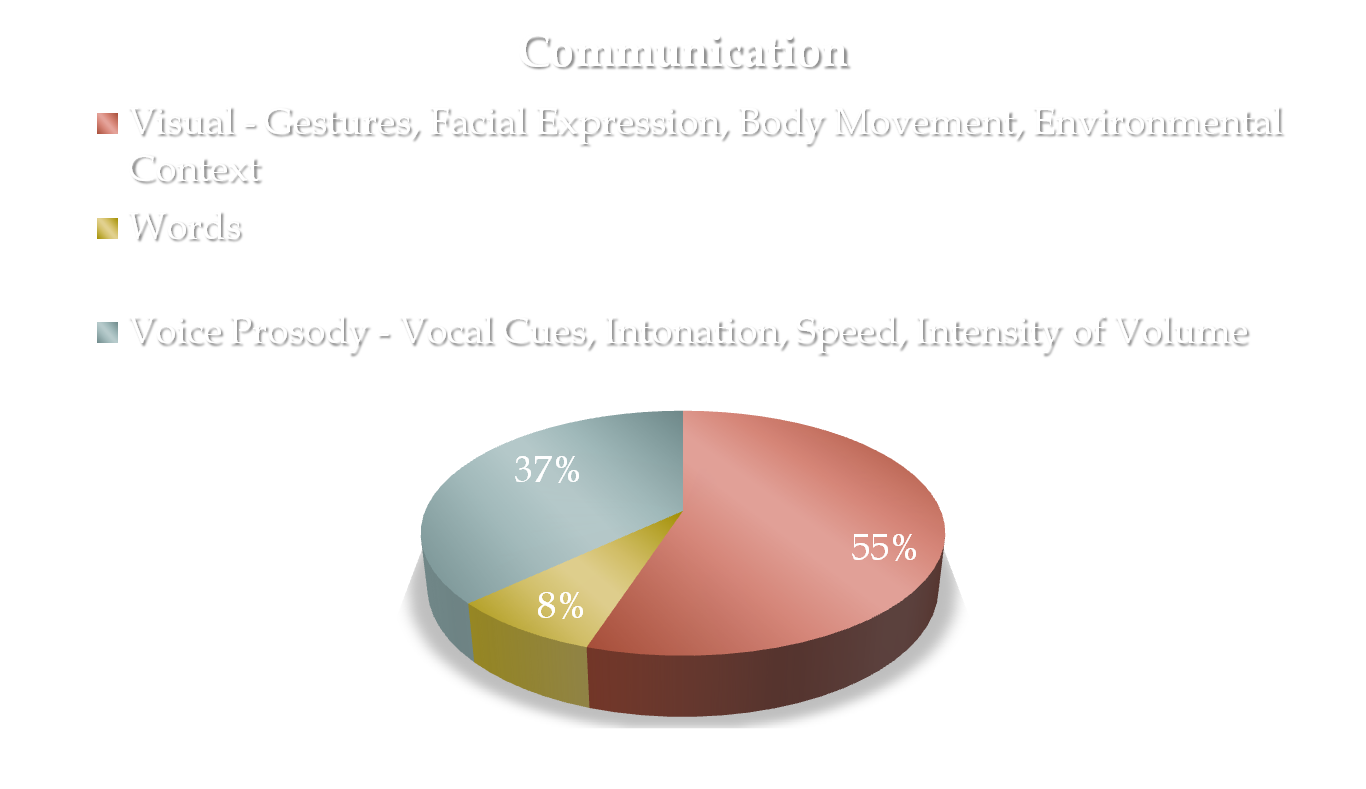 Communication
Visual - Gestures, Facial Expression, Body Movement, Environmental
Context
Words
Voice Prosody - Vocal Cues, Intonation, Speed, Intensity of Volume
37%
55%
8%